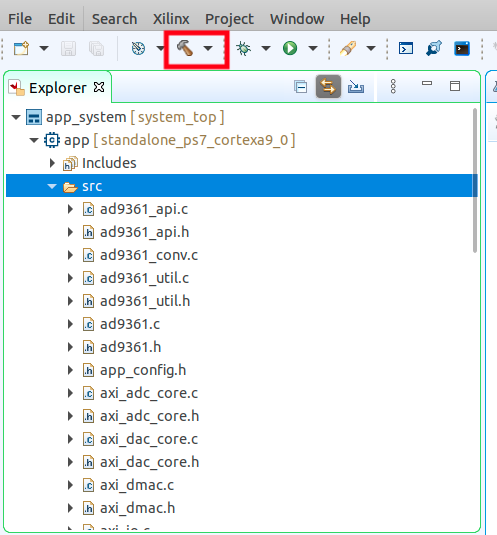 File Edit Search Xilinx Project Window Help
Explorer
app_system [ system_top ]
app [ standalone_ps7_cortexa9_0 ]
Includes
src
ad9361_api.c
ad9361_api.h
ad9361_conv.c
ad9361_util.c
ad9361_util.h
ad9361.c
ad9361.h
app_config.h
axi_adc_core.c
axi_adc_core.h
axi_dac_core.c
axi_dac_core.h
axi_dmac.c
axi_dmac.h
axi_io.c